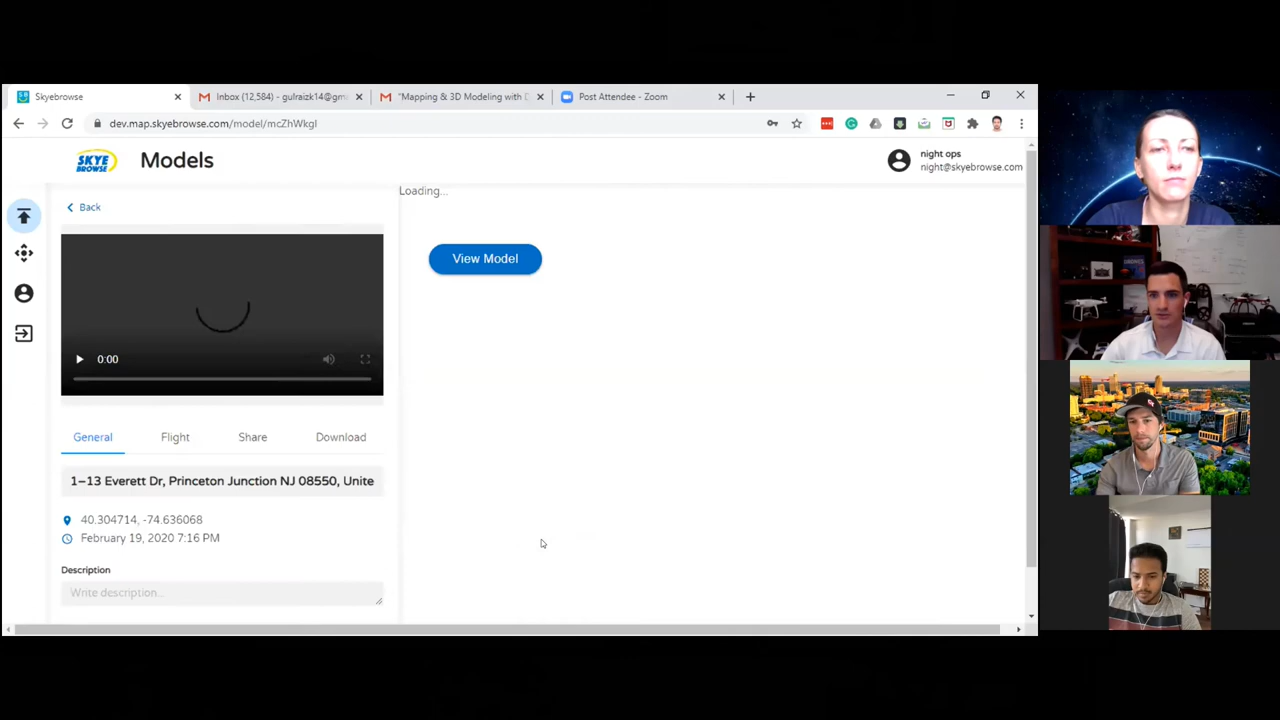 Skyebrowse
Inbox (12,584) - gulraizk14@gm
"Mapping & 3D Modeling with D
Post Attendee - Zoom
dev.map.skyebrowse.com/model/mcZhWkgI
SKYE
BROWSE
Models
night ops
night@skyebrowse.com
Back
Loading...
View Model
0:00
General
Flight
Share
Download
1–13 Everett Dr, Princeton Junction NJ 08550, Unite
40.304714, -74.636068
February 19, 2020 7:16 PM
Description
Write description...